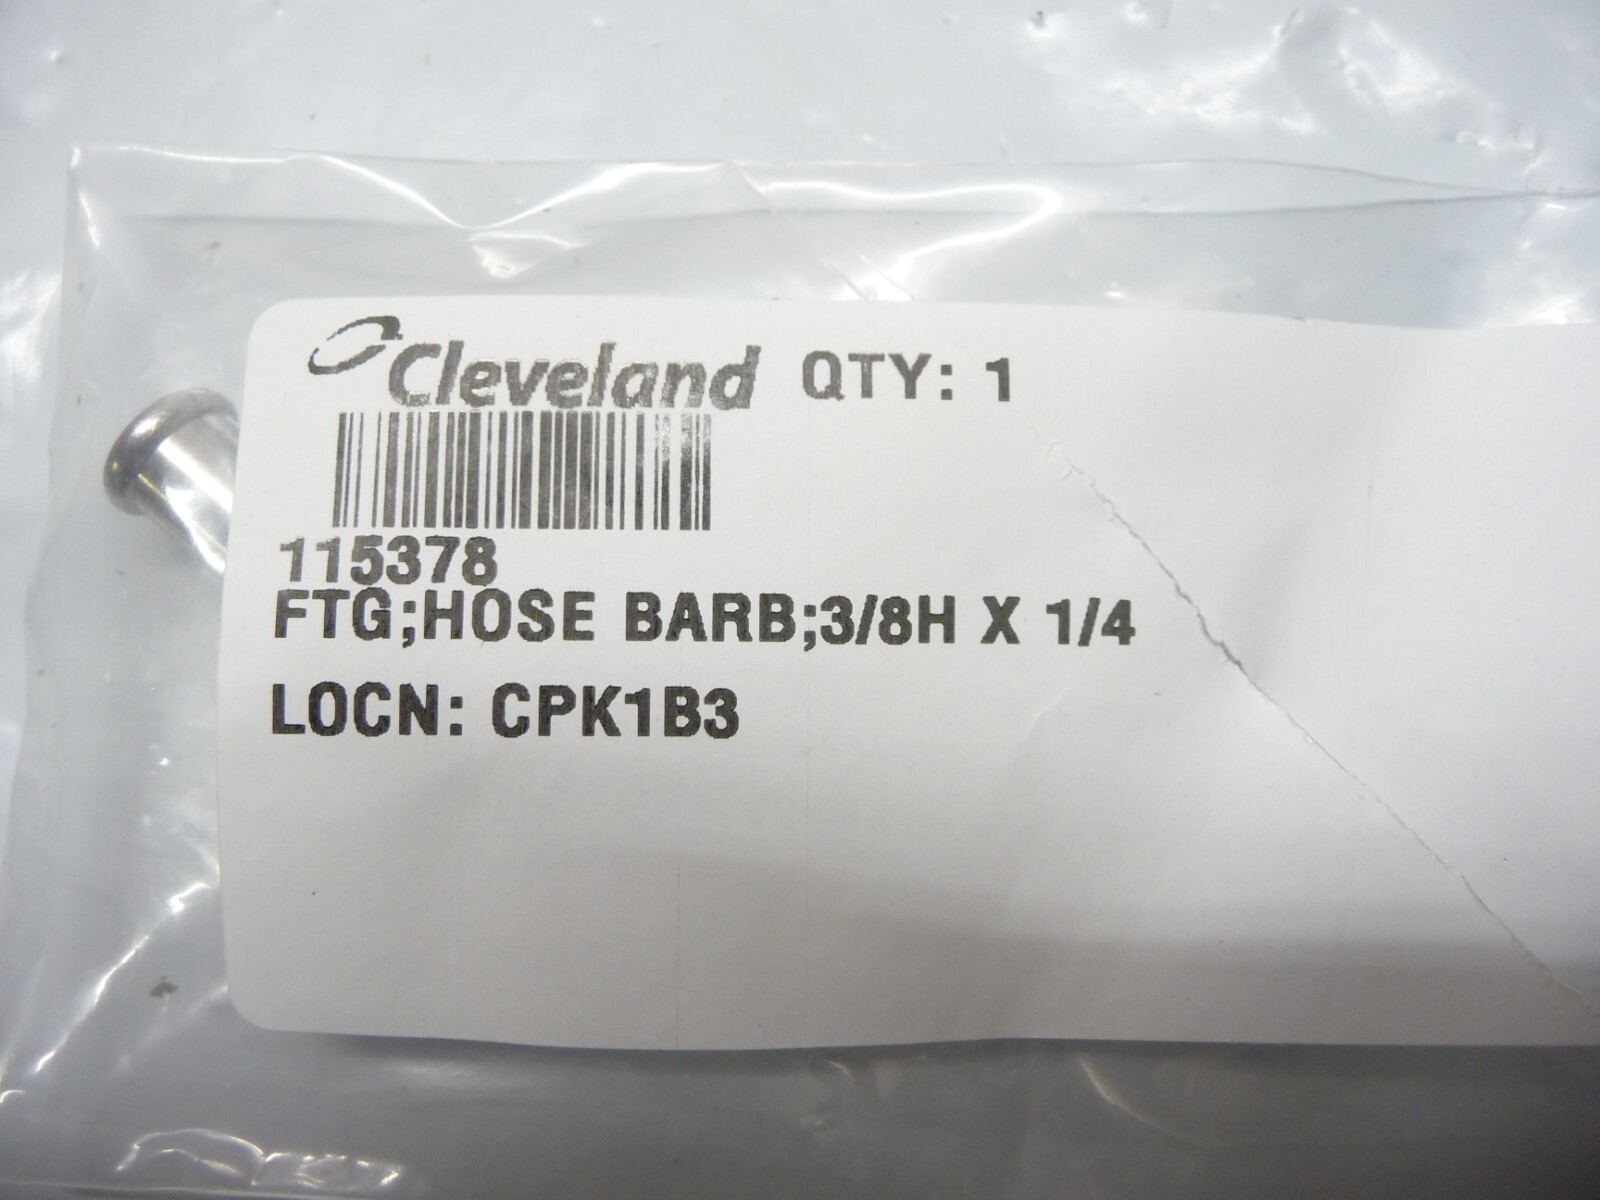 Cleveland QTY: 1
115378
FTG;HOSE BARB;3/8H X 1/4
LOCN: CPK1B3